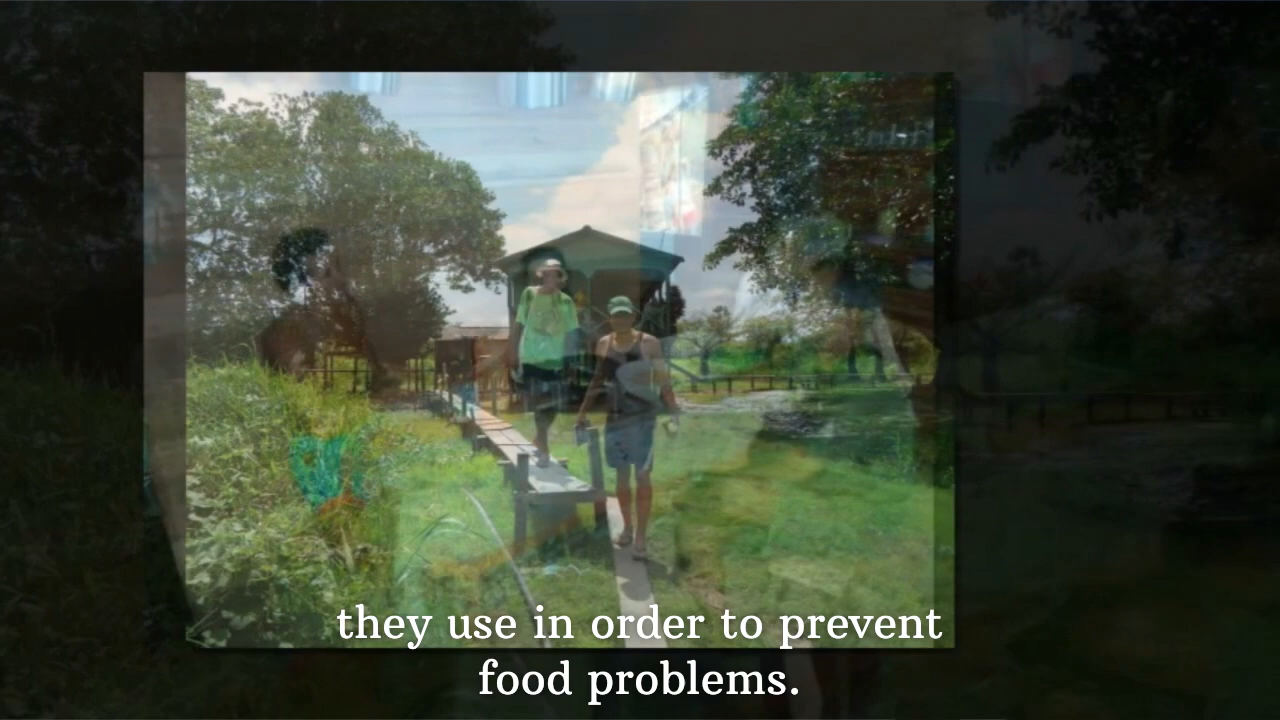 they use in order to prevent
food problems.